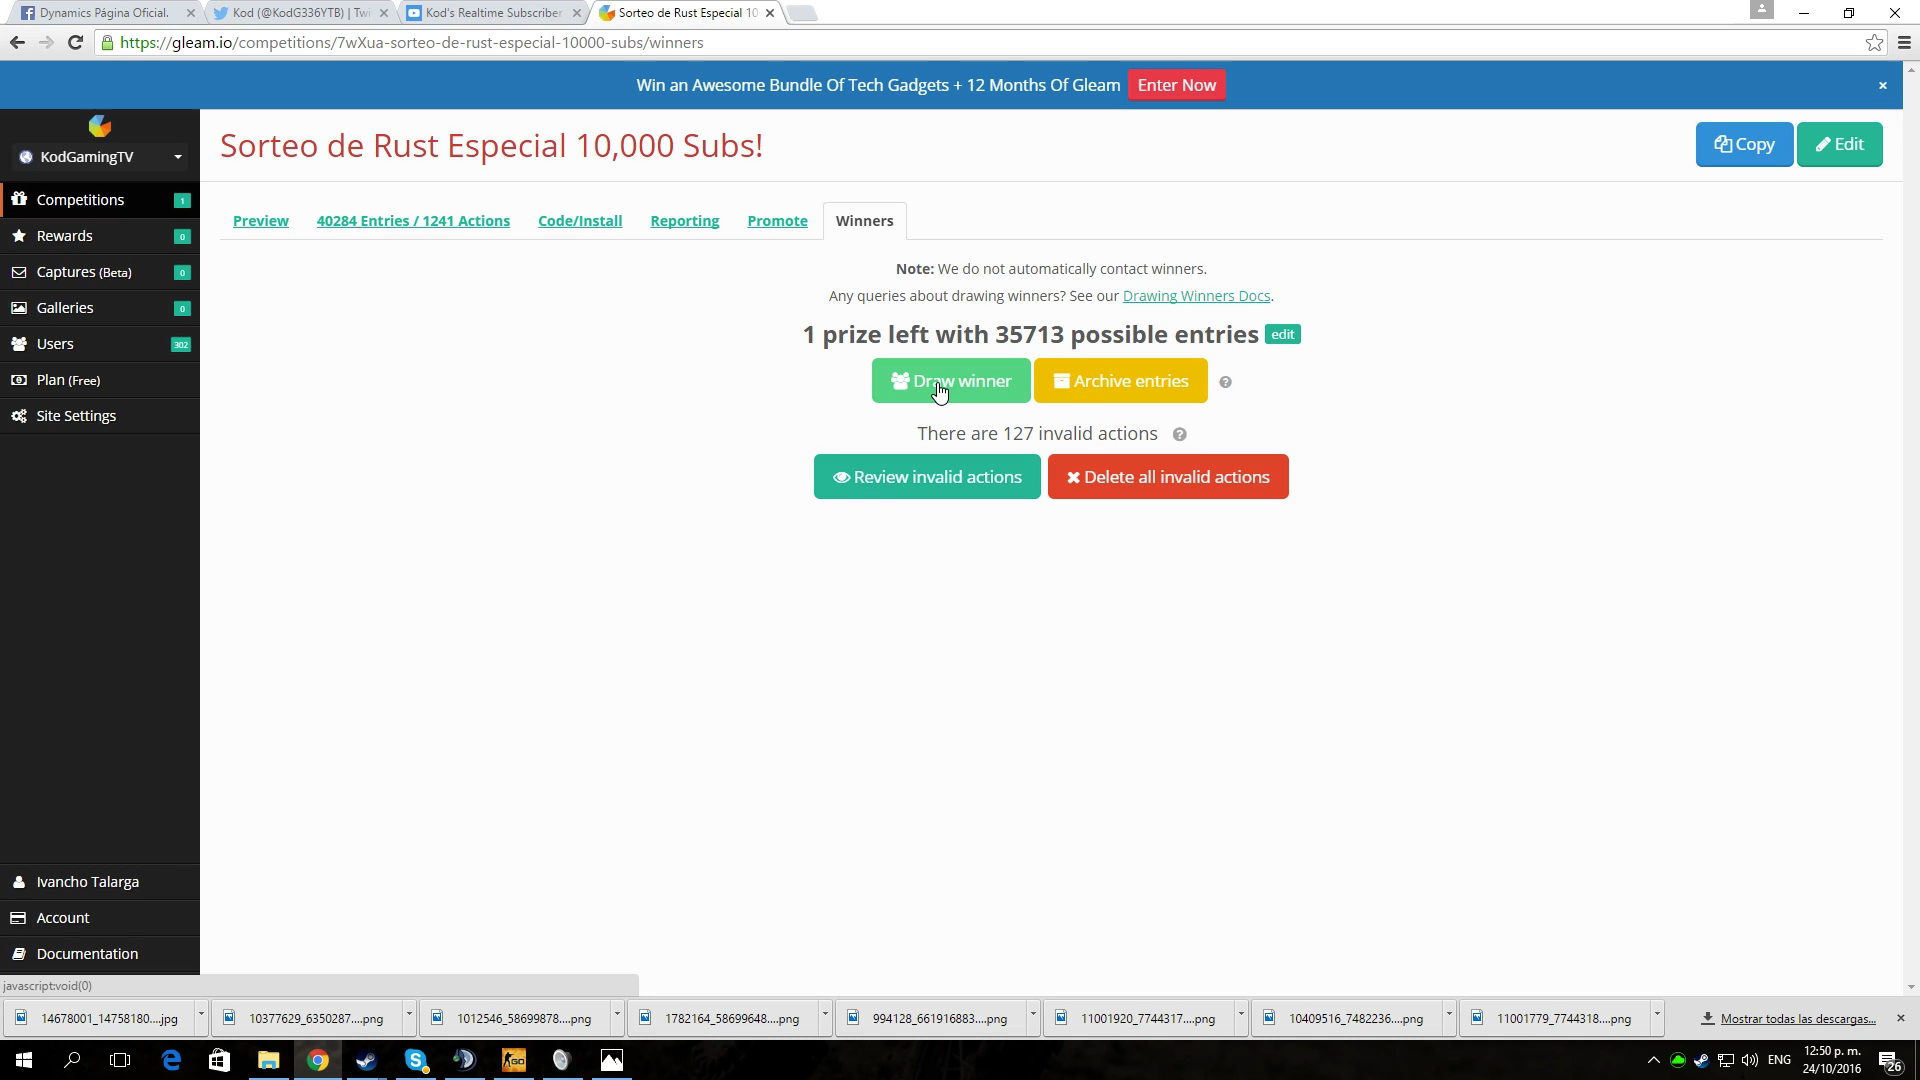 Dynamics Página Oficial.
Kod (@KodG336YTB) | Twi
Kod's Realtime Subscriber
Sorteo de Rust Especial 10
https://gleam.io/competitions/7wXua-sorteo-de-rust-especial-10000-subs/winners
Win an Awesome Bundle Of Tech Gadgets + 12 Months Of Gleam
Enter Now
KodGamingTV
Sorteo de Rust Especial 10,000 Subs!
Copy
Edit
Competitions 1
Rewards 0
Captures (Beta) 0
Galleries 0
Users 302
Plan (Free)
Site Settings
Preview
40284 Entries / 1241 Actions
Code/Install
Reporting
Promote
Winners
Note: We do not automatically contact winners.
Any queries about drawing winners? See our Drawing Winners Docs.
1 prize left with 35713 possible entries edit
Draw winner
Archive entries
There are 127 invalid actions
Review invalid actions
Delete all invalid actions
Ivancho Talarga
Account
Documentation
javascript:void(0)
14678001_14758180....jpg
10377629_6350287....png
1012546_58699878....png
1782164_58699648....png
994128_661916883....png
11001920_7744317....png
10409516_7482236....png
11001779_7744318....png
Mostrar todas las descargas...
ENG
12:50 p. m.
24/10/2016
26